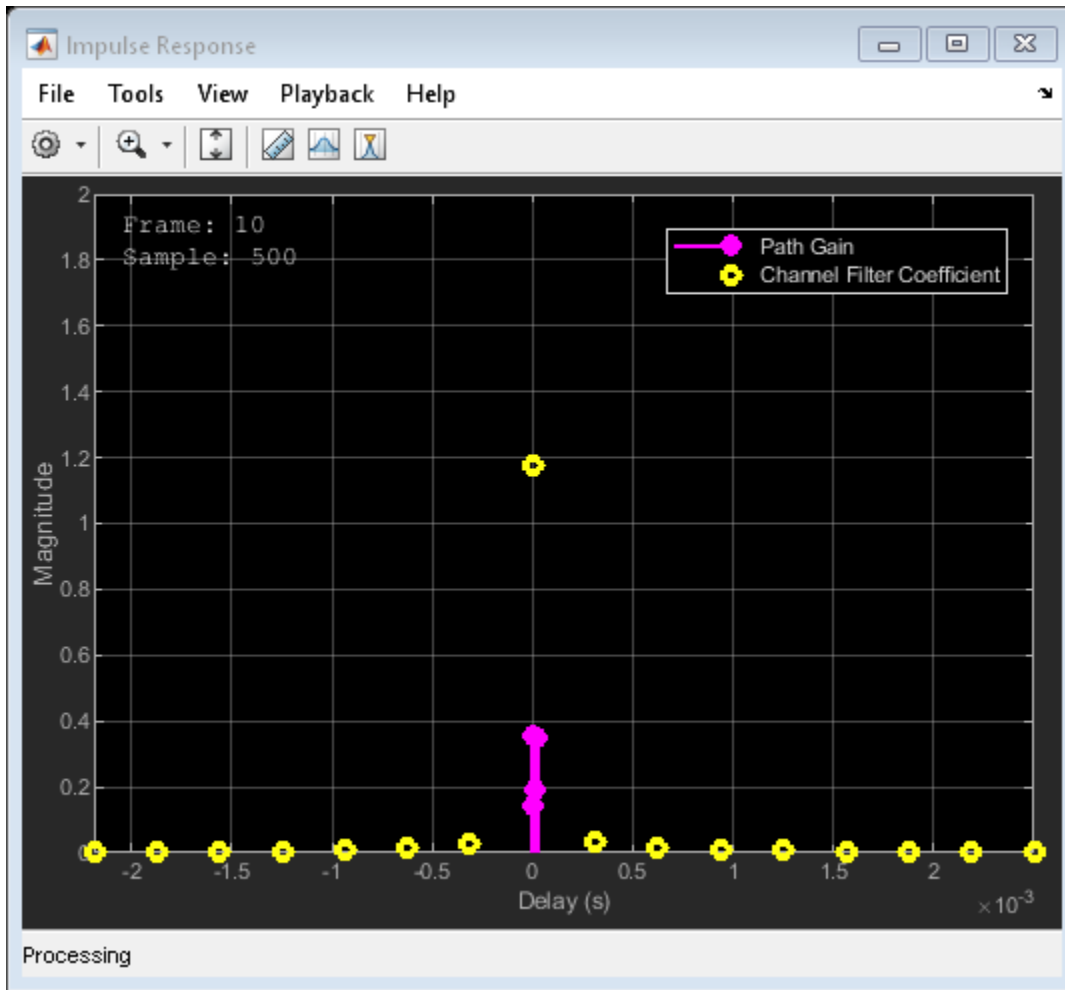 Impulse Response
File Tools View Playback Help
Frame: 10
Sample: 500
Path Gain
Channel Filter Coefficient
2
1.8
1.6
1.4
1.2
1
0.8
0.6
0.4
0.2
0
Magnitude
-2 -1.5 -1 -0.5 0 0.5 1 1.5 2
Delay (s)
×10-3
Processing